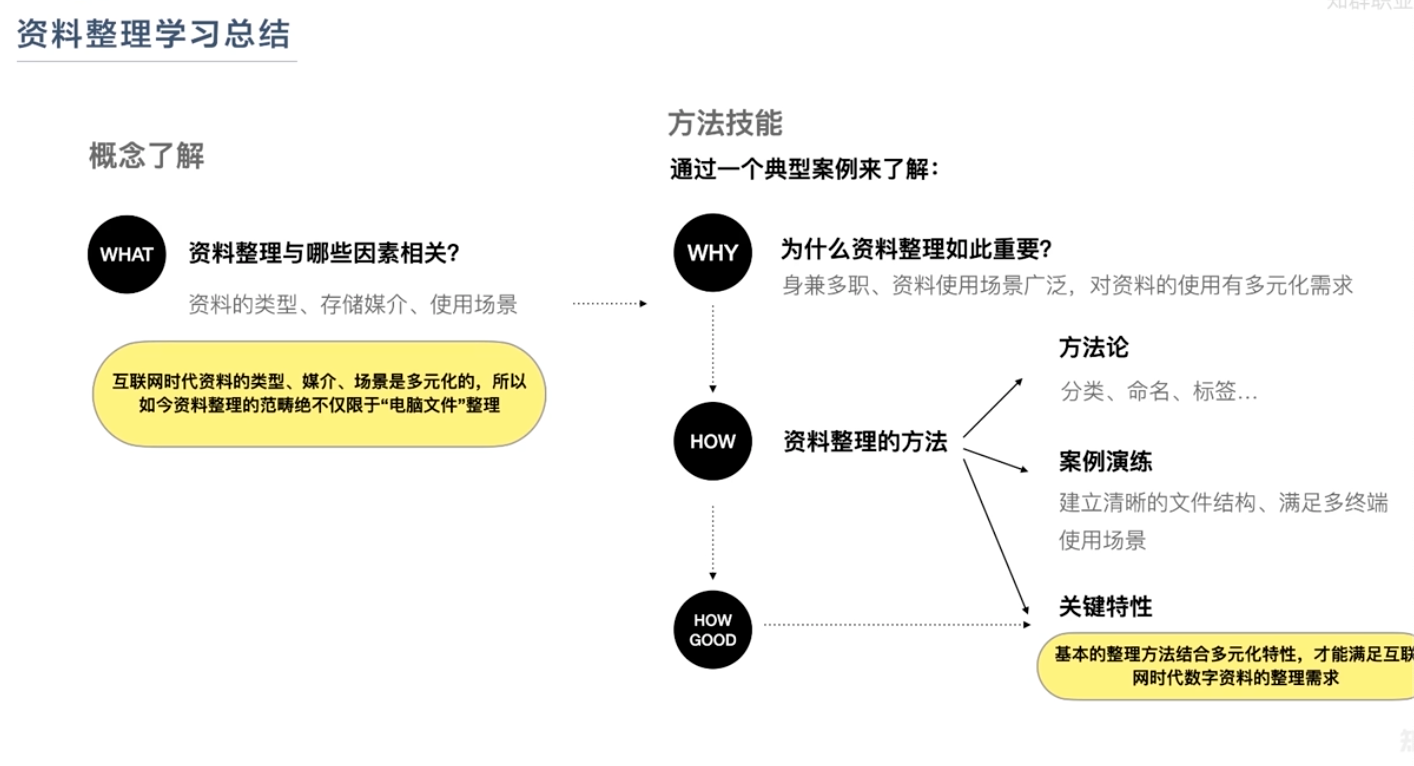 资料整理学习总结
概念了解
WHAT
资料整理与哪些因素相关？
资料的类型、存储媒介、使用场景
互联网时代资料的类型、媒介、场景是多元化的，所以
如今资料整理的范畴绝不仅限于“电脑文件”整理
方法技能
通过一个典型案例来了解：
WHY
为什么资料整理如此重要？
身兼多职、资料使用场景广泛，对资料的使用有多元化需求
HOW
资料整理的方法
方法论
分类、命名、标签...
案例演练
建立清晰的文件结构、满足多终端
使用场景
HOW
GOOD
关键特性
基本的整理方法结合多元化特性，才能满足互联
网时代数字资料的整理需求